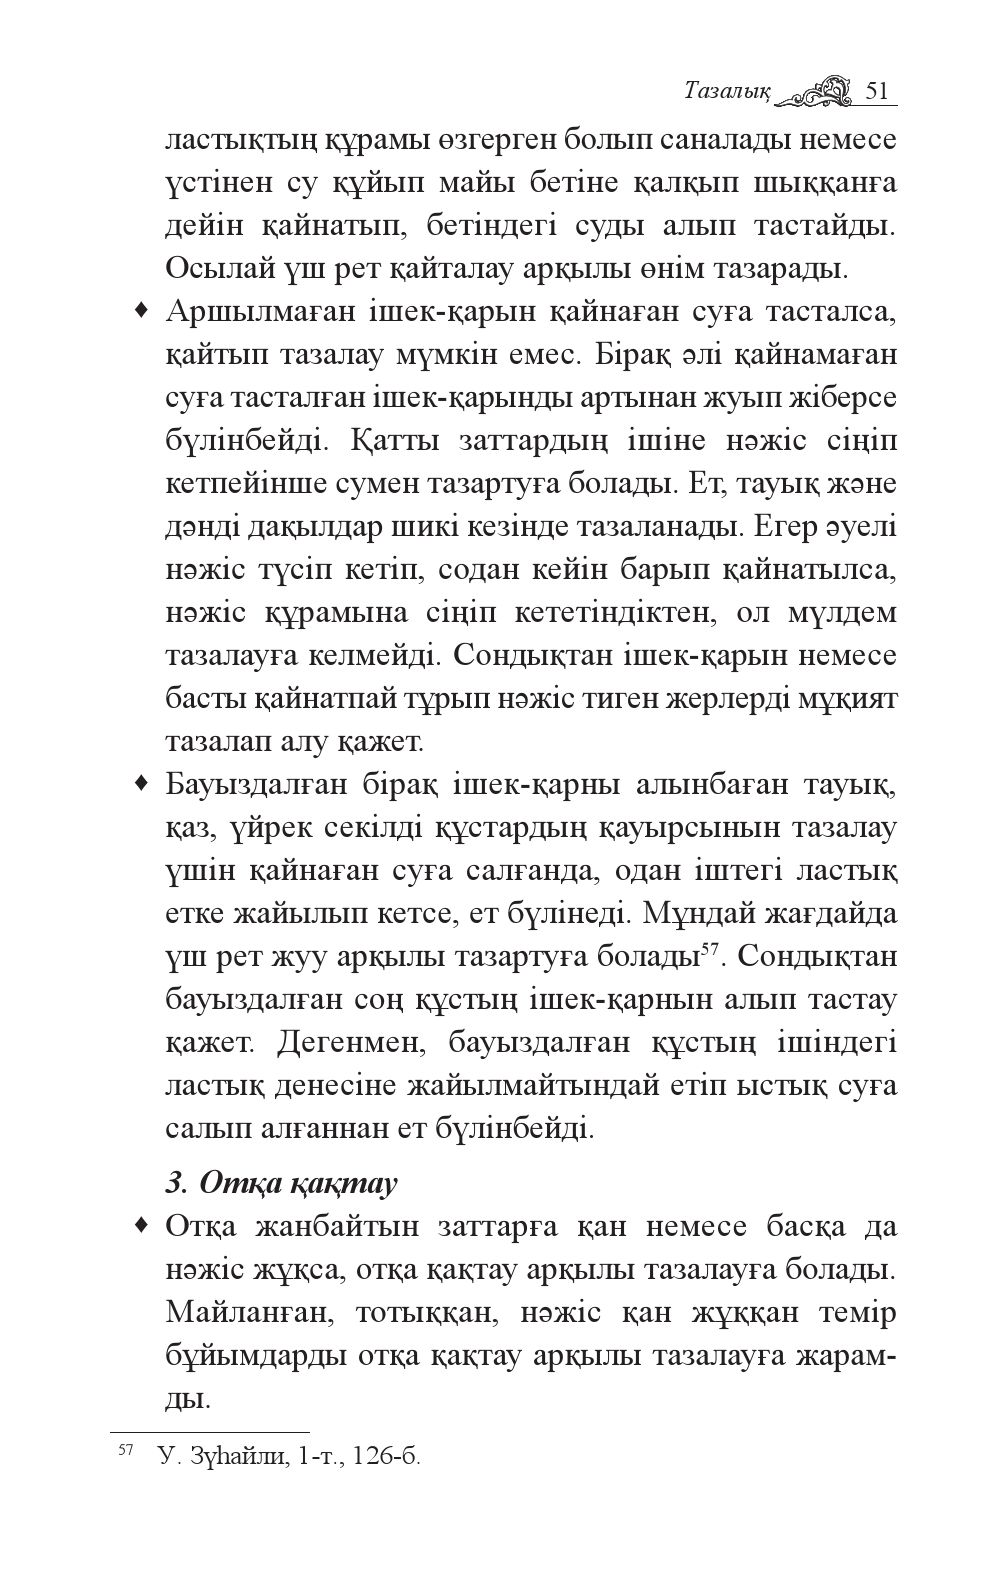 Тазалық 51
ластықтың құрамы өзгерген болып саналады немесе
үстінен су құйып майы бетіне қалқып шыққанға
дейін қайнатып, бетіндегі суды алып тастайды.
Осылай үш рет қайталау арқылы өнім тазарады.
♦ Аршылмаған ішек-қарын қайнаған суға тасталса,
қайтып тазалау мүмкін емес. Бірақ әлі қайнамаған
суға тасталған ішек-қарынды артынан жуып жіберсе
бүлінбейді. Қатты заттардың ішіне нәжіс сіңіп
кетпейінше сумен тазартуға болады. Ет, тауық және
дәнді дақылдар шикі кезінде тазаланады. Егер әуелі
нәжіс түсіп кетіп, содан кейін барып қайнатылса,
нәжіс құрамына сіңіп кететіндіктен, ол мүлдем
тазалауға келмейді. Сондықтан ішек-қарын немесе
басты қайнатпай тұрып нәжіс тиген жерлерді мұқият
тазалап алу қажет.
♦ Бауыздалған бірақ ішек-қарны алынбаған тауық,
қаз, үйрек секілді құстардың қауырсынын тазалау
үшін қайнаған суға салғанда, одан іштегі ластық
етке жайылып кетсе, ет бүлінеді. Мұндай жағдайда
үш рет жуу арқылы тазартуға болады⁵⁷. Сондықтан
бауыздалған соң құстың ішек-қарнын алып тастау
қажет. Дегенмен, бауыздалған құстың ішіндегі
ластық денесіне жайылмайтындай етіп ыстық суға
салып алғаннан ет бүлінбейді.
3. Отқа қақтау
♦ Отқа жанбайтын заттарға қан немесе басқа да
нәжіс жұқса, отқа қақтау арқылы тазалауға болады.
Майланған, тотыққан, нәжіс қан жұққан темір
бұйымдарды отқа қақтау арқылы тазалауға жарам-
ды.
⁵⁷ У. Зүһайли, 1-т., 126-б.